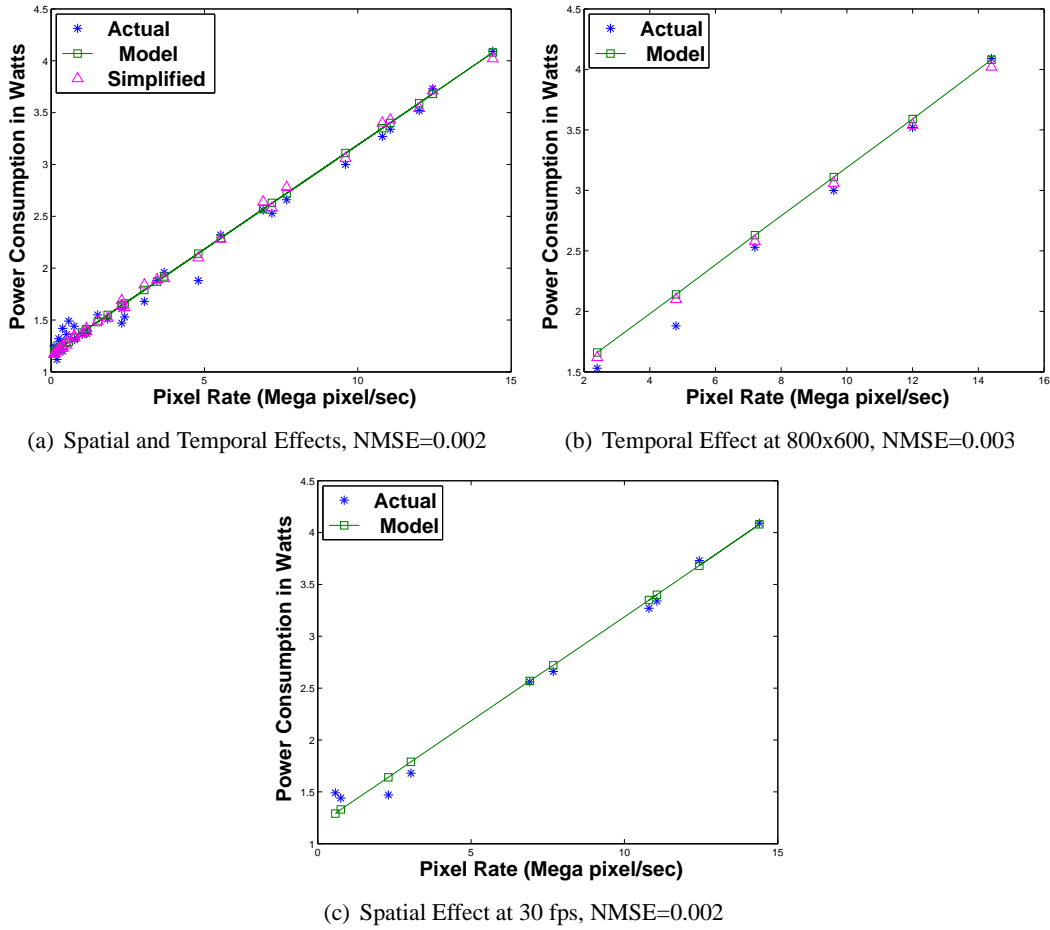 4.5
4
3.5
3
2.5
2
1.5
1
0
5
10
15
Power Consumption in Watts
Pixel Rate (Mega pixel/sec)
Actual
Model
Simplified
(a) Spatial and Temporal Effects, NMSE=0.002
4.5
4
3.5
3
2.5
2
1.5
2
4
6
8
10
12
14
16
Power Consumption in Watts
Pixel Rate (Mega pixel/sec)
Actual
Model
(b) Temporal Effect at 800x600, NMSE=0.003
4.5
4
3.5
3
2.5
2
1.5
1
0
5
10
15
Power Consumption in Watts
Pixel Rate (Mega pixel/sec)
Actual
Model
(c) Spatial Effect at 30 fps, NMSE=0.002